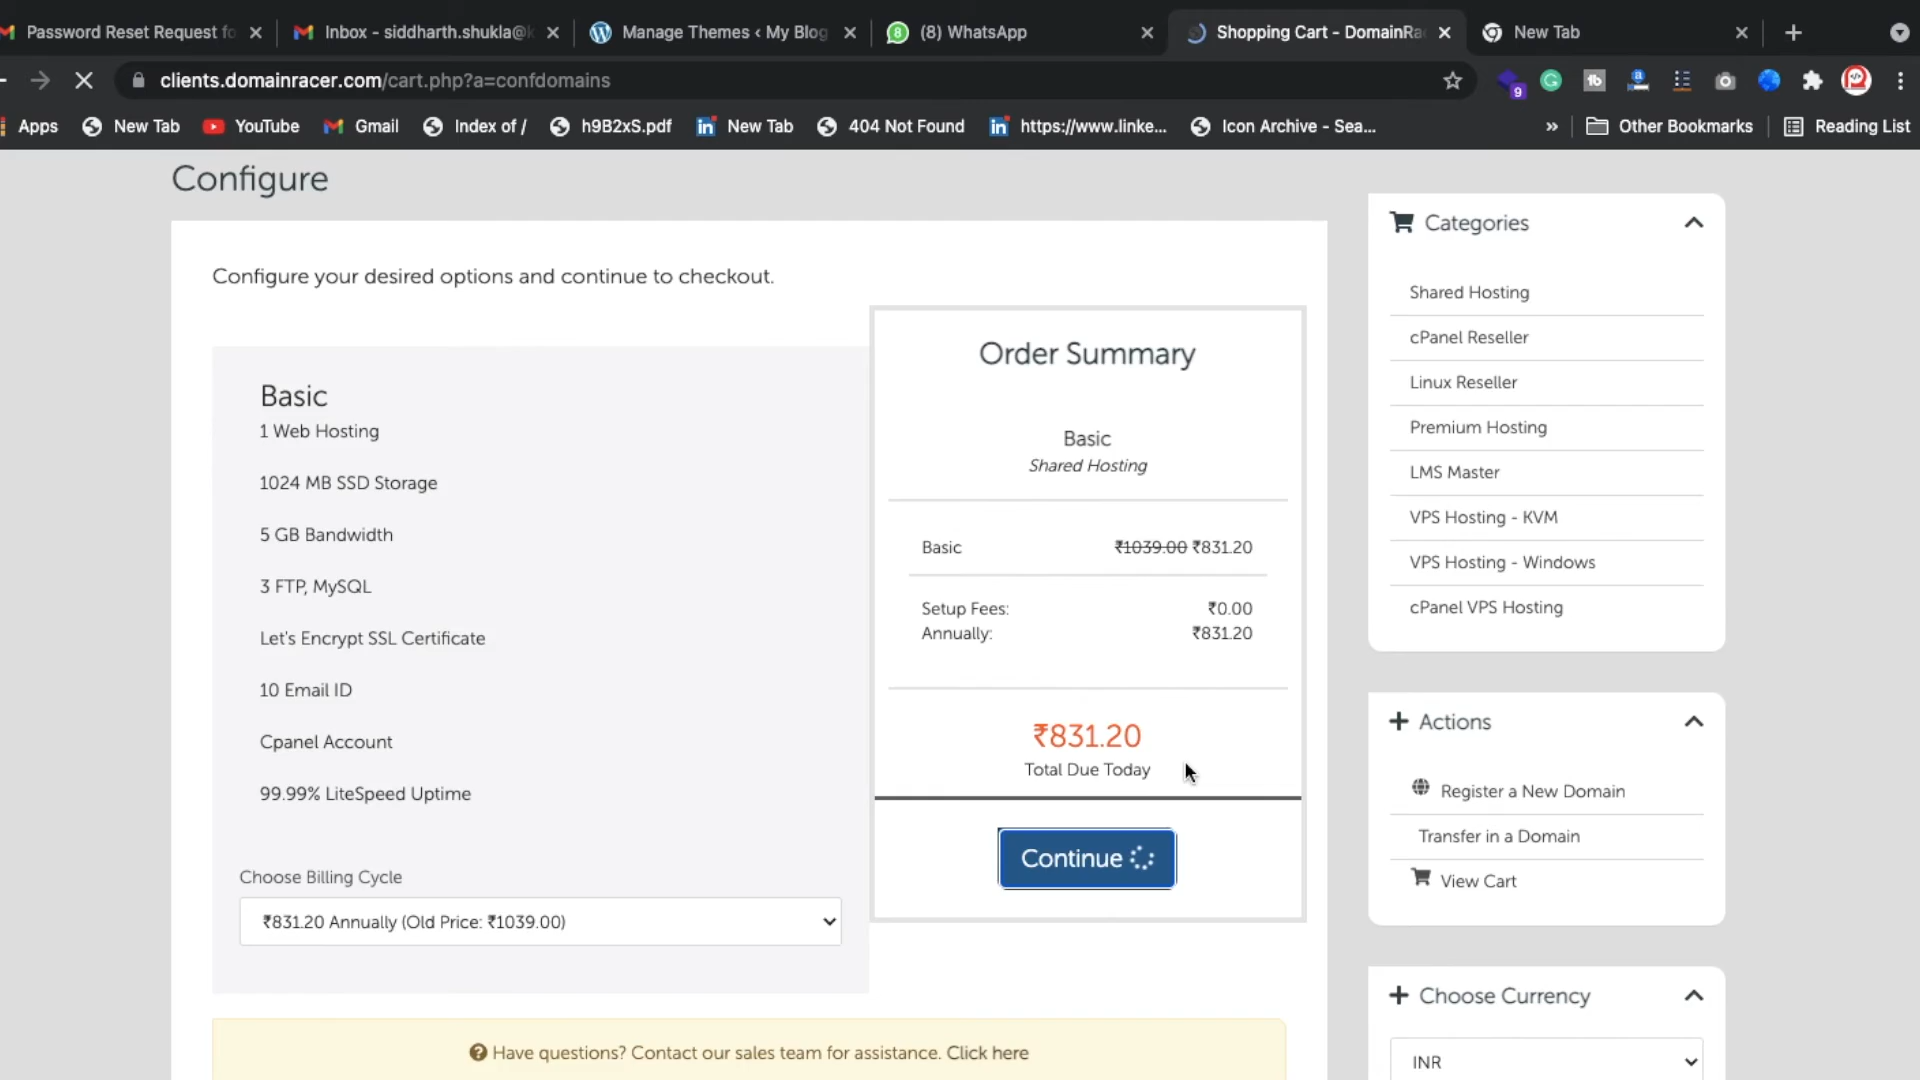 Password Reset Request fo
Inbox - siddharth.shukla@k
Manage Themes ‹ My Blog
(8) WhatsApp
Shopping Cart - DomainRa
New Tab
clients.domainracer.com/cart.php?a=confdomains
9
Apps
New Tab
YouTube
Gmail
Index of /
h9B2xS.pdf
New Tab
404 Not Found
https://www.linke...
Icon Archive - Sea...
»
Other Bookmarks
Reading List
Configure
Configure your desired options and continue to checkout.
Basic
1 Web Hosting
1024 MB SSD Storage
5 GB Bandwidth
3 FTP, MySQL
Let's Encrypt SSL Certificate
10 Email ID
Cpanel Account
99.99% LiteSpeed Uptime
Choose Billing Cycle
₹831.20 Annually (Old Price: ₹1039.00)
Order Summary
Basic
Shared Hosting
Basic ₹1039.00 ₹831.20
Setup Fees: ₹0.00
Annually: ₹831.20
₹831.20
Total Due Today
Continue
Have questions? Contact our sales team for assistance. Click here
Categories
Shared Hosting
cPanel Reseller
Linux Reseller
Premium Hosting
LMS Master
VPS Hosting - KVM
VPS Hosting - Windows
cPanel VPS Hosting
Actions
Register a New Domain
Transfer in a Domain
View Cart
Choose Currency
INR